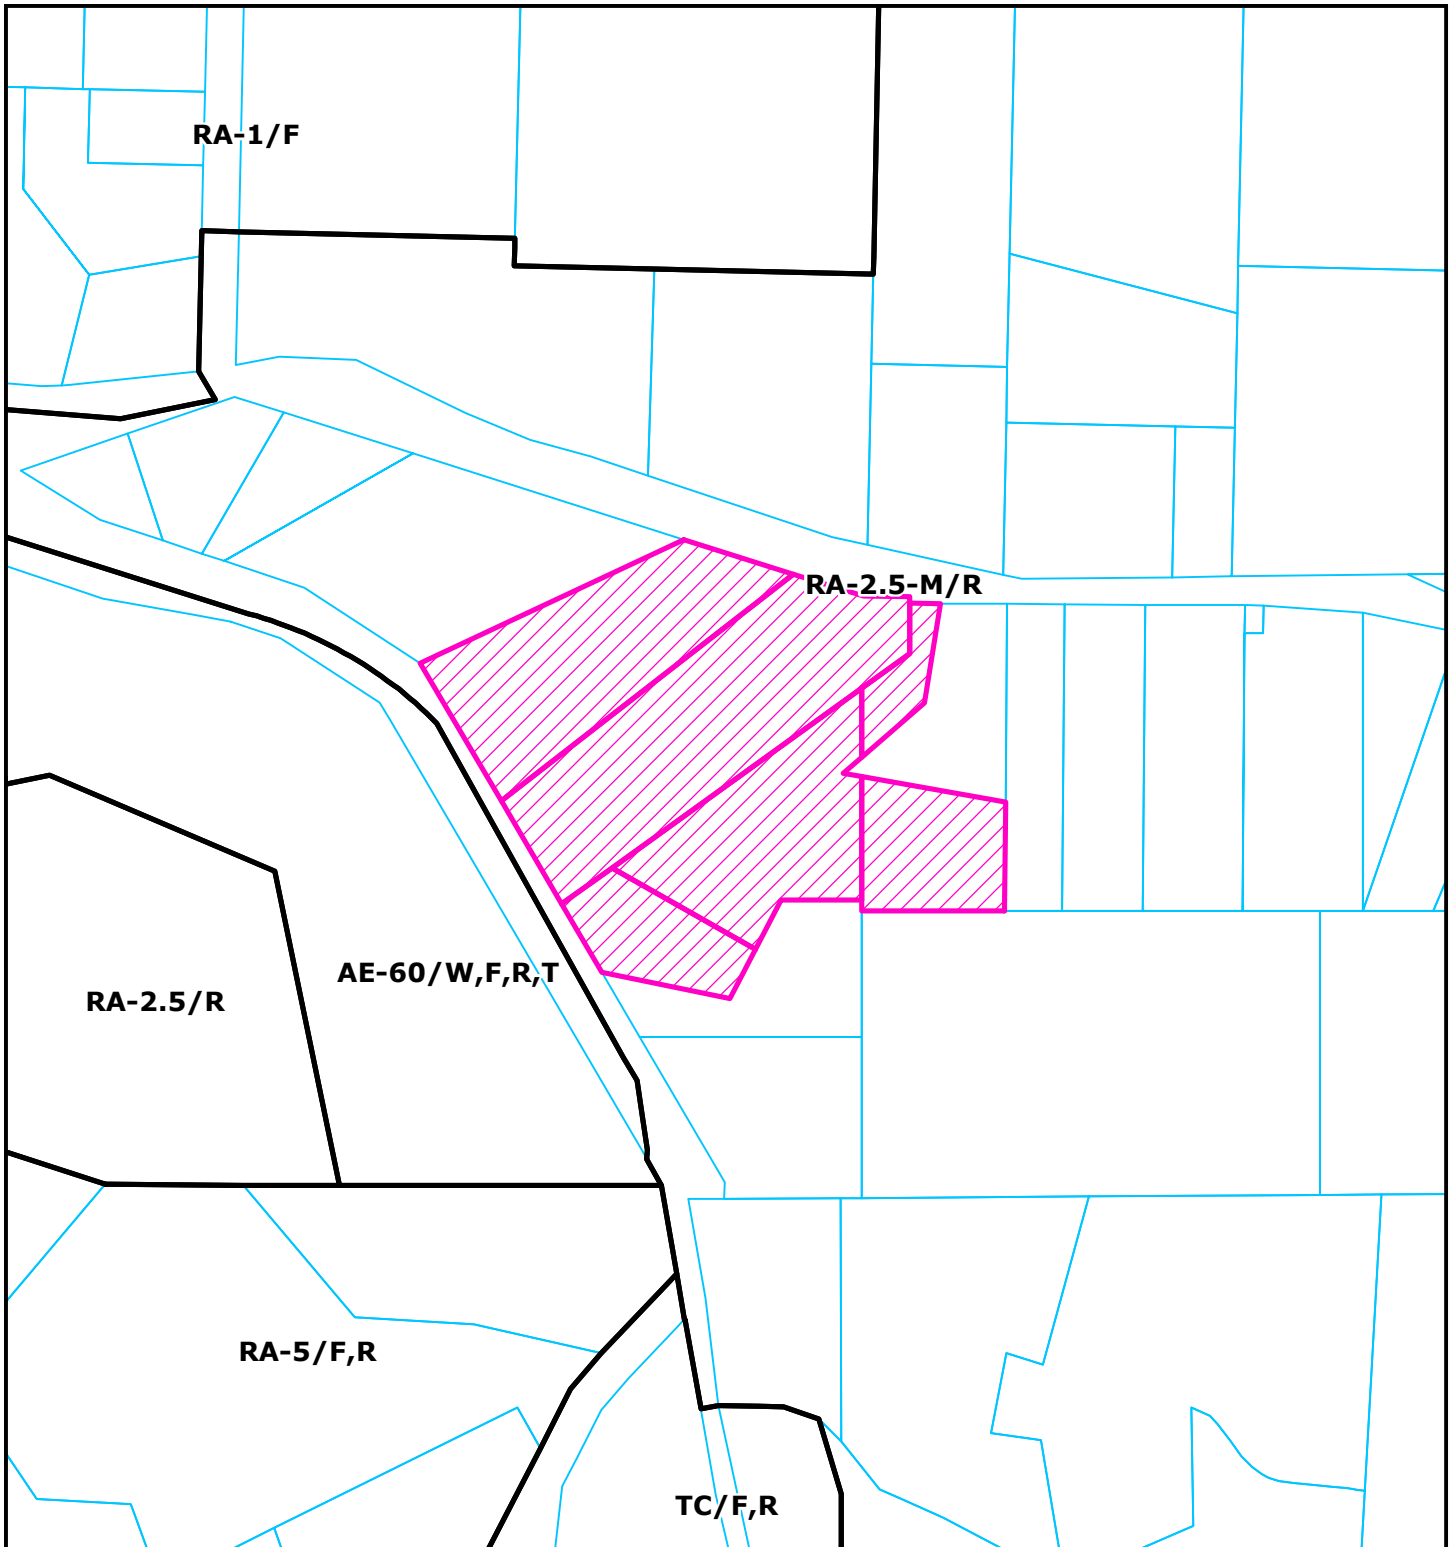 RA-1/F
RA-2.5-M/R
AE-60/W,F,R,T
RA-2.5/R
RA-5/F,R
TC/F,R